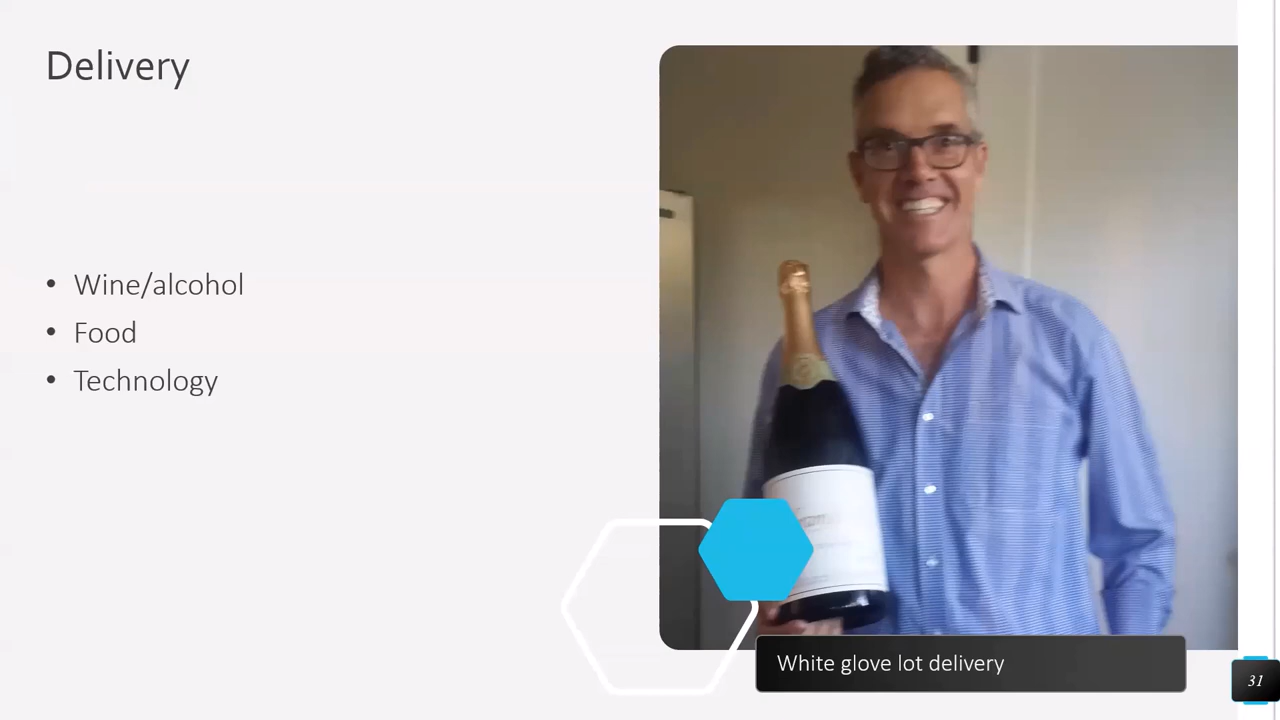 Delivery
• Wine/alcohol
• Food
• Technology
White glove lot delivery
31